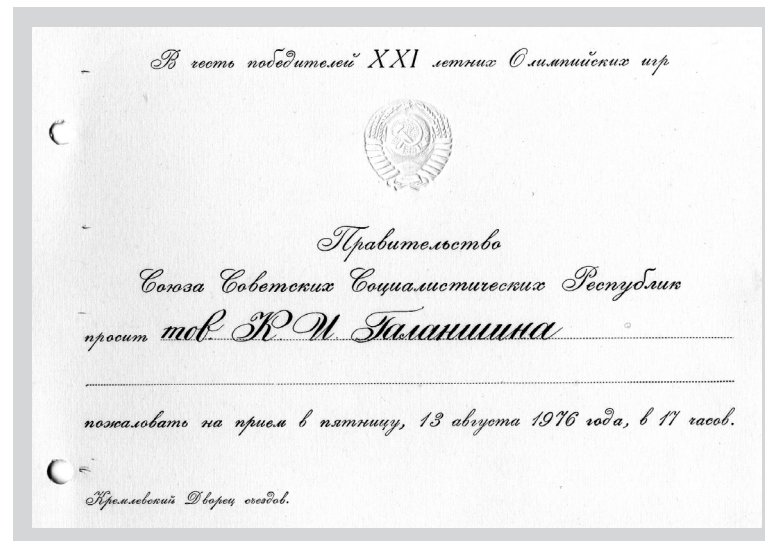 В честь победителей XXI летних Олимпийских игр
Правительство
Союза Советских Социалистических Республик
просит тов. К. И. Галаншина
пожаловать на прием в пятницу, 13 августа 1976 года, в 17 часов.
Кремлевский Дворец съездов.